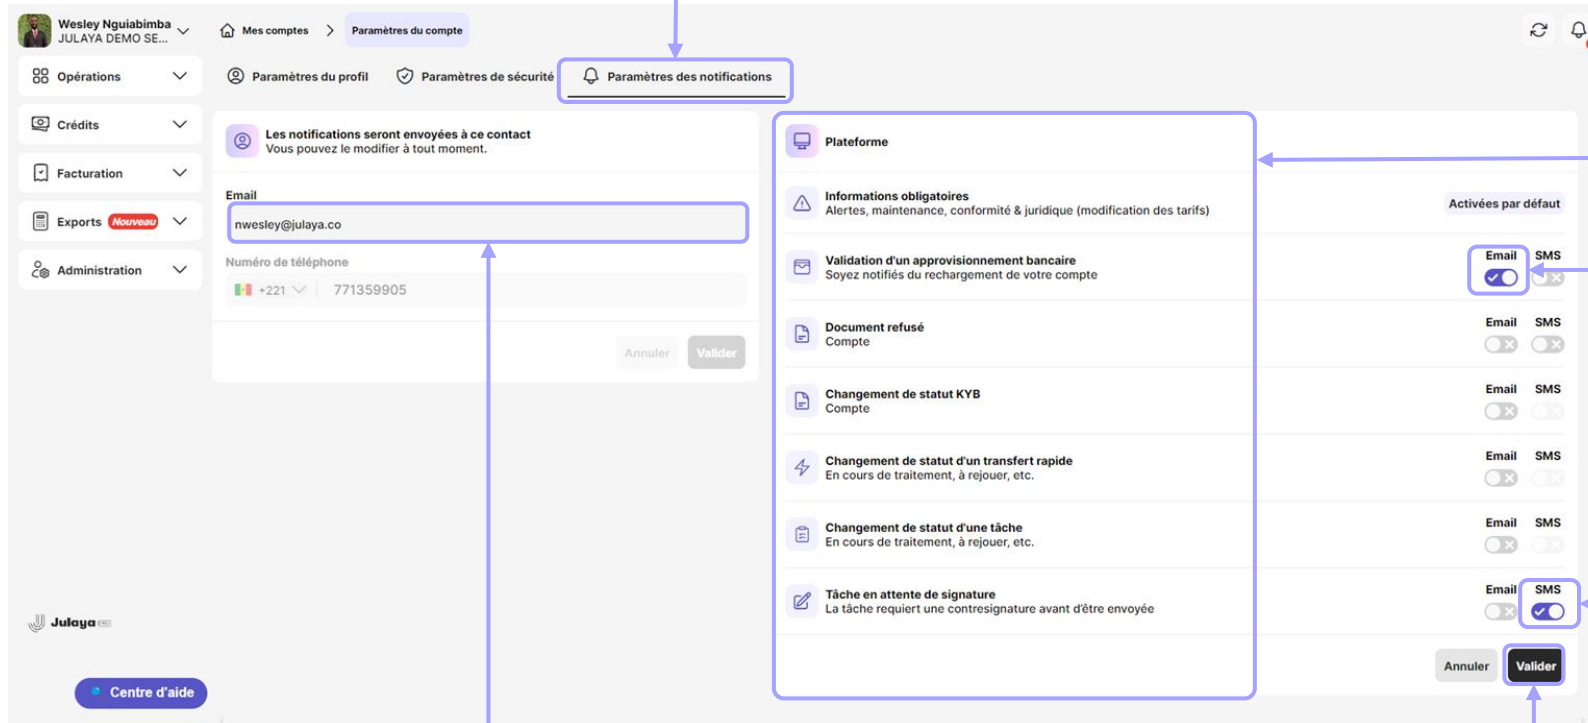 Wesley Nguiabimba
JULAYA DEMO SE...
Mes comptes
Paramètres du compte
Opérations
Crédits
Facturation
Exports Nouveau
Administration
Paramètres du profil
Paramètres de sécurité
Paramètres des notifications
Les notifications seront envoyées à ce contact
Vous pouvez le modifier à tout moment.
Email
nwesley@julaya.co
Numéro de téléphone
+221 771359905
Annuler Valider
Plateforme
Informations obligatoires
Alertes, maintenance, conformité & juridique (modification des tarifs)
Activées par défaut
Validation d'un approvisionnement bancaire
Soyez notifiés du rechargement de votre compte
Email SMS
Document refusé
Compte
Email SMS
Changement de statut KYB
Compte
Email SMS
Changement de statut d'un transfert rapide
En cours de traitement, à rejouer, etc.
Email SMS
Changement de statut d'une tâche
En cours de traitement, à rejouer, etc.
Email SMS
Tâche en attente de signature
La tâche requiert une contresignature avant d'être envoyée
Email SMS
Annuler Valider
Julaya
Centre d'aide